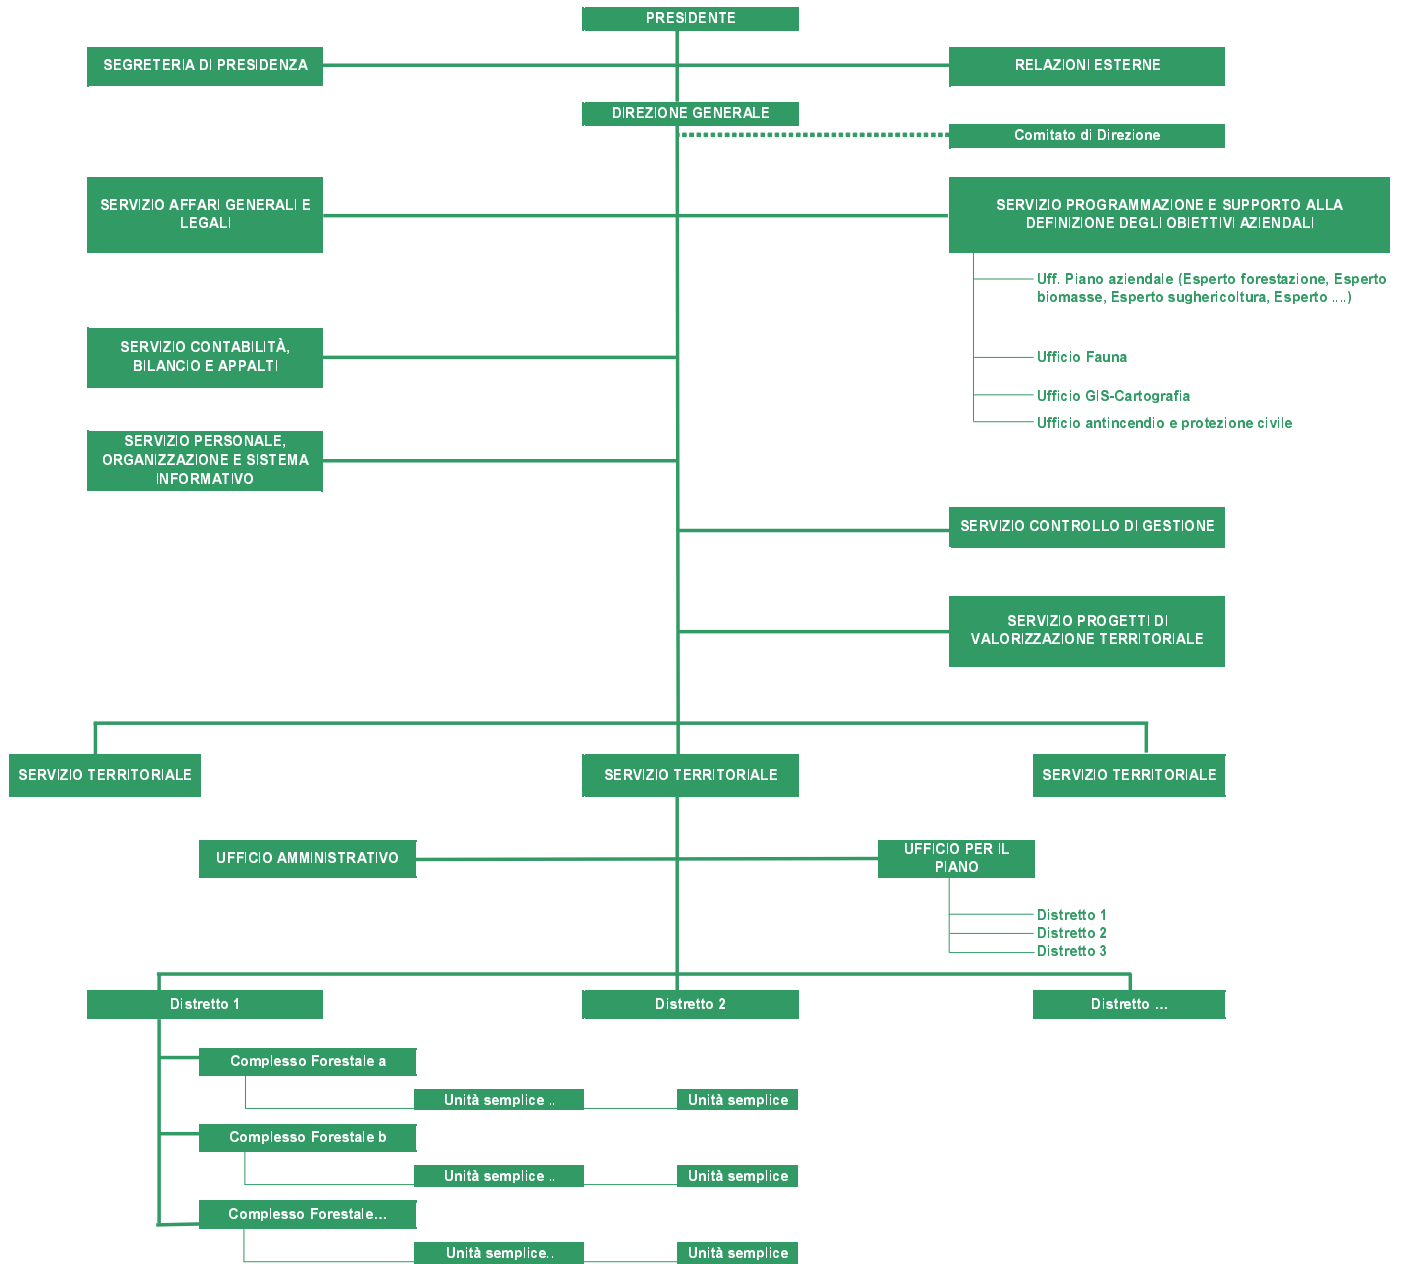 PRESIDENTE
SEGRETERIA DI PRESIDENZA
RELAZIONI ESTERNE
DIREZIONE GENERALE
Comitato di Direzione
SERVIZIO AFFARI GENERALI E
LEGALI
SERVIZIO PROGRAMMAZIONE E SUPPORTO ALLA
DEFINIZIONE DEGLI OBIETTIVI AZIENDALI
Uff. Piano aziendale (Esperto forestazione, Esperto
biomasse, Esperto sughericoltura, Esperto ....)
SERVIZIO CONTABILITÀ,
BILANCIO E APPALTI
Ufficio Fauna
Ufficio GIS-Cartografia
Ufficio antincendio e protezione civile
SERVIZIO PERSONALE,
ORGANIZZAZIONE E SISTEMA
INFORMATIVO
SERVIZIO CONTROLLO DI GESTIONE
SERVIZIO PROGETTI DI
VALORIZZAZIONE TERRITORIALE
SERVIZIO TERRITORIALE
SERVIZIO TERRITORIALE
SERVIZIO TERRITORIALE
UFFICIO AMMINISTRATIVO
UFFICIO PER IL
PIANO
Distretto 1
Distretto 2
Distretto 3
Distretto 1
Distretto 2
Distretto ...
Complesso Forestale a
Unità semplice ..
Unità semplice
Complesso Forestale b
Unità semplice ..
Unità semplice
Complesso Forestale...
Unità semplice..
Unità semplice